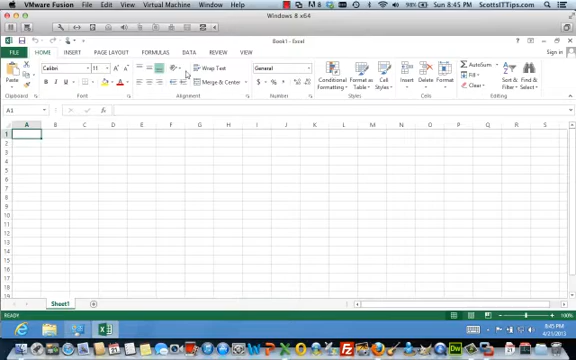 VMware Fusion File Edit View Virtual Machine Window Help
98% Sun 8:45 PM ScottsITTips.com
Windows 8 x64
Book1 - Excel
FILE HOME INSERT PAGE LAYOUT FORMULAS DATA REVIEW VIEW
Sign in
Paste
Calibri 11
B I U
Wrap Text
Merge & Center
General
$ % ,
Conditional Formatting
Format as Table
Cell Styles
Insert Delete Format
AutoSum
Fill
Clear
Sort & Filter
Find & Select
Clipboard Font Alignment Number Styles Cells Editing
A1 fx
A B C D E F G H I J K L M N O P Q R S
1
2
3
4
5
6
7
8
9
10
11
12
13
14
15
16
17
18
Sheet1
READY
100%
8:45 PM
4/21/2013